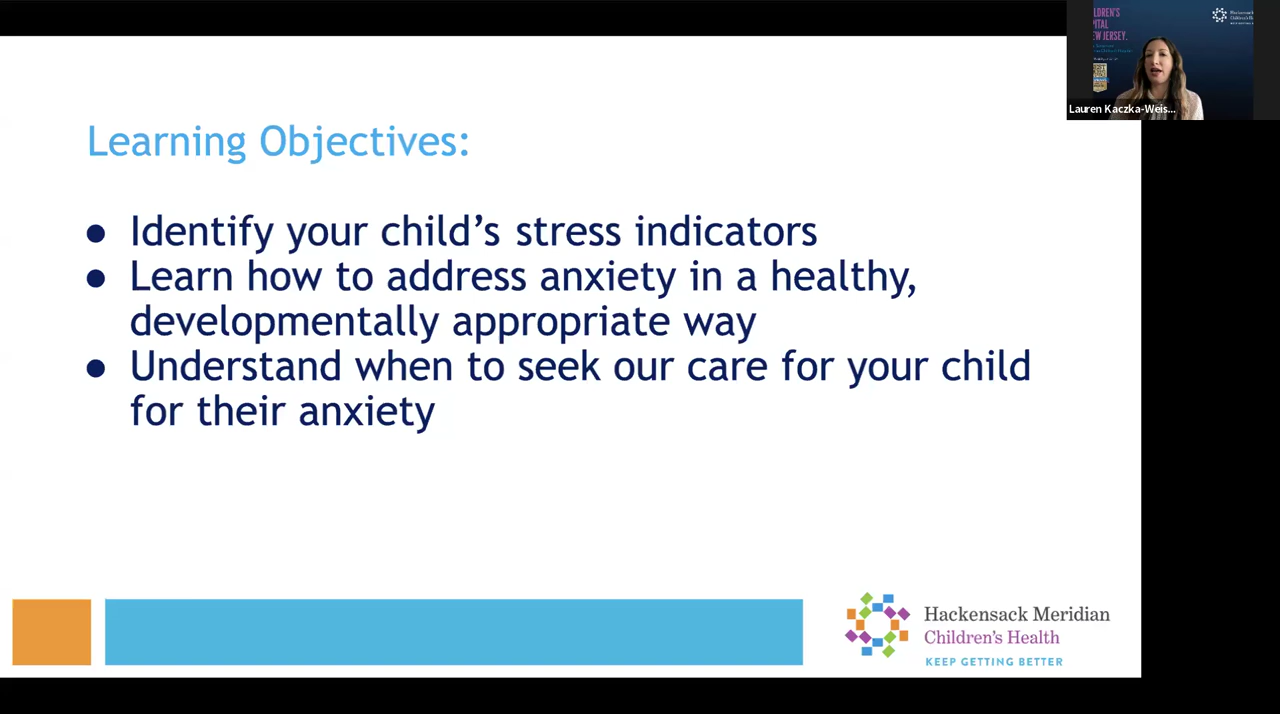 Learning Objectives:
● Identify your child’s stress indicators
● Learn how to address anxiety in a healthy,
developmentally appropriate way
● Understand when to seek our care for your child
for their anxiety
Hackensack Meridian
Children's Health
KEEP GETTING BETTER
Lauren Kaczka-Weis...